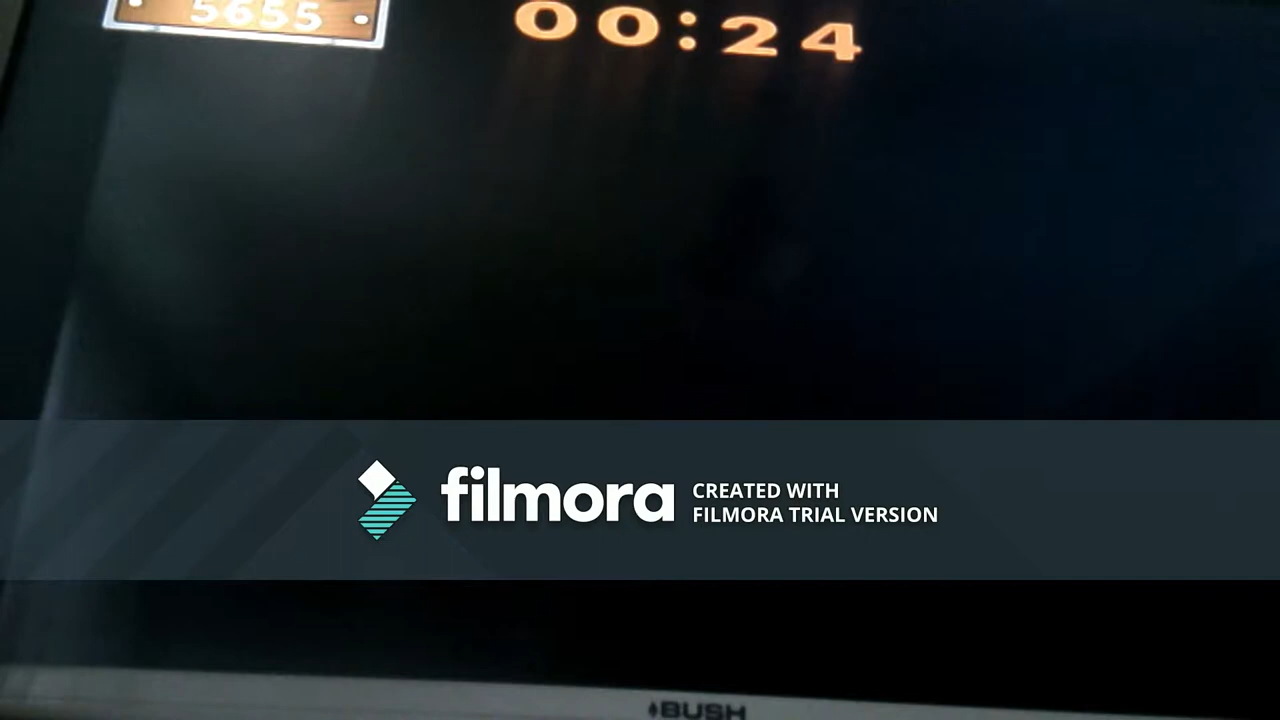 5655
00:24
filmora
CREATED WITH
FILMORA TRIAL VERSION
BUSH